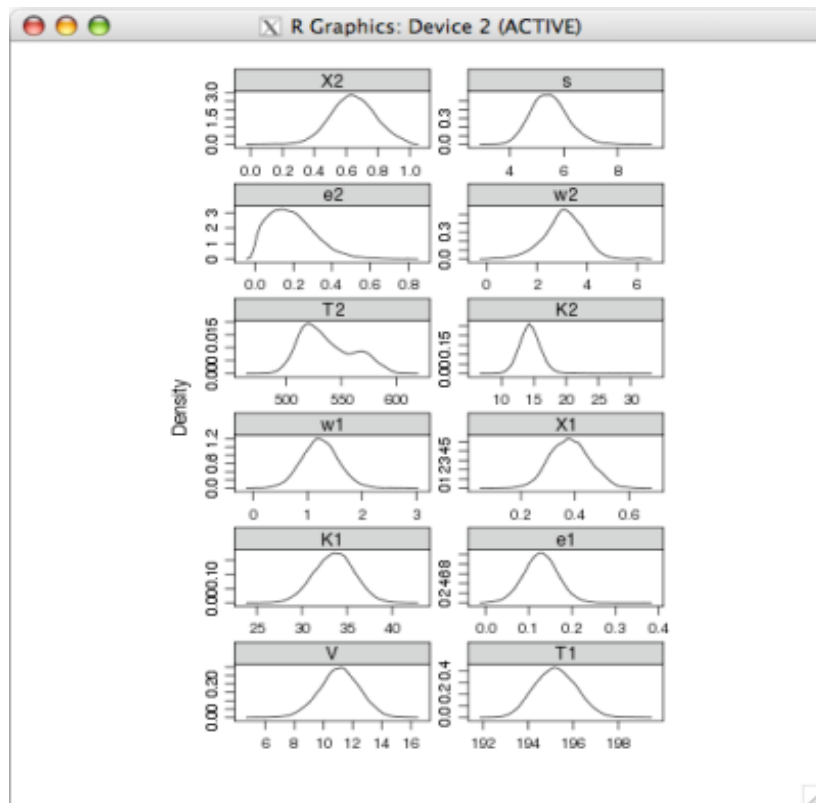 R Graphics: Device 2 (ACTIVE)
X2 s
0.0 1.5 3.0
0.0 0.3
0.0 0.2 0.4 0.6 0.8 1.0
4 6 8
e2 w2
0 1 2 3
0.0 0.3
0.0 0.2 0.4 0.6 0.8
0 2 4 6
T2 K2
0.000 0.015
0.00 0.15
500 550 600
10 15 20 25 30
Density
w1 X1
0.0 0.6 1.2
0 1 2 3 4 5
0 1 2 3
0.2 0.4 0.6
K1 e1
0.00 0.10
0 2 4 6 8
25 30 35 40
0.0 0.1 0.2 0.3 0.4
V T1
0.00 0.20
0.0 0.2 0.4
6 8 10 12 14 16
192 194 196 198